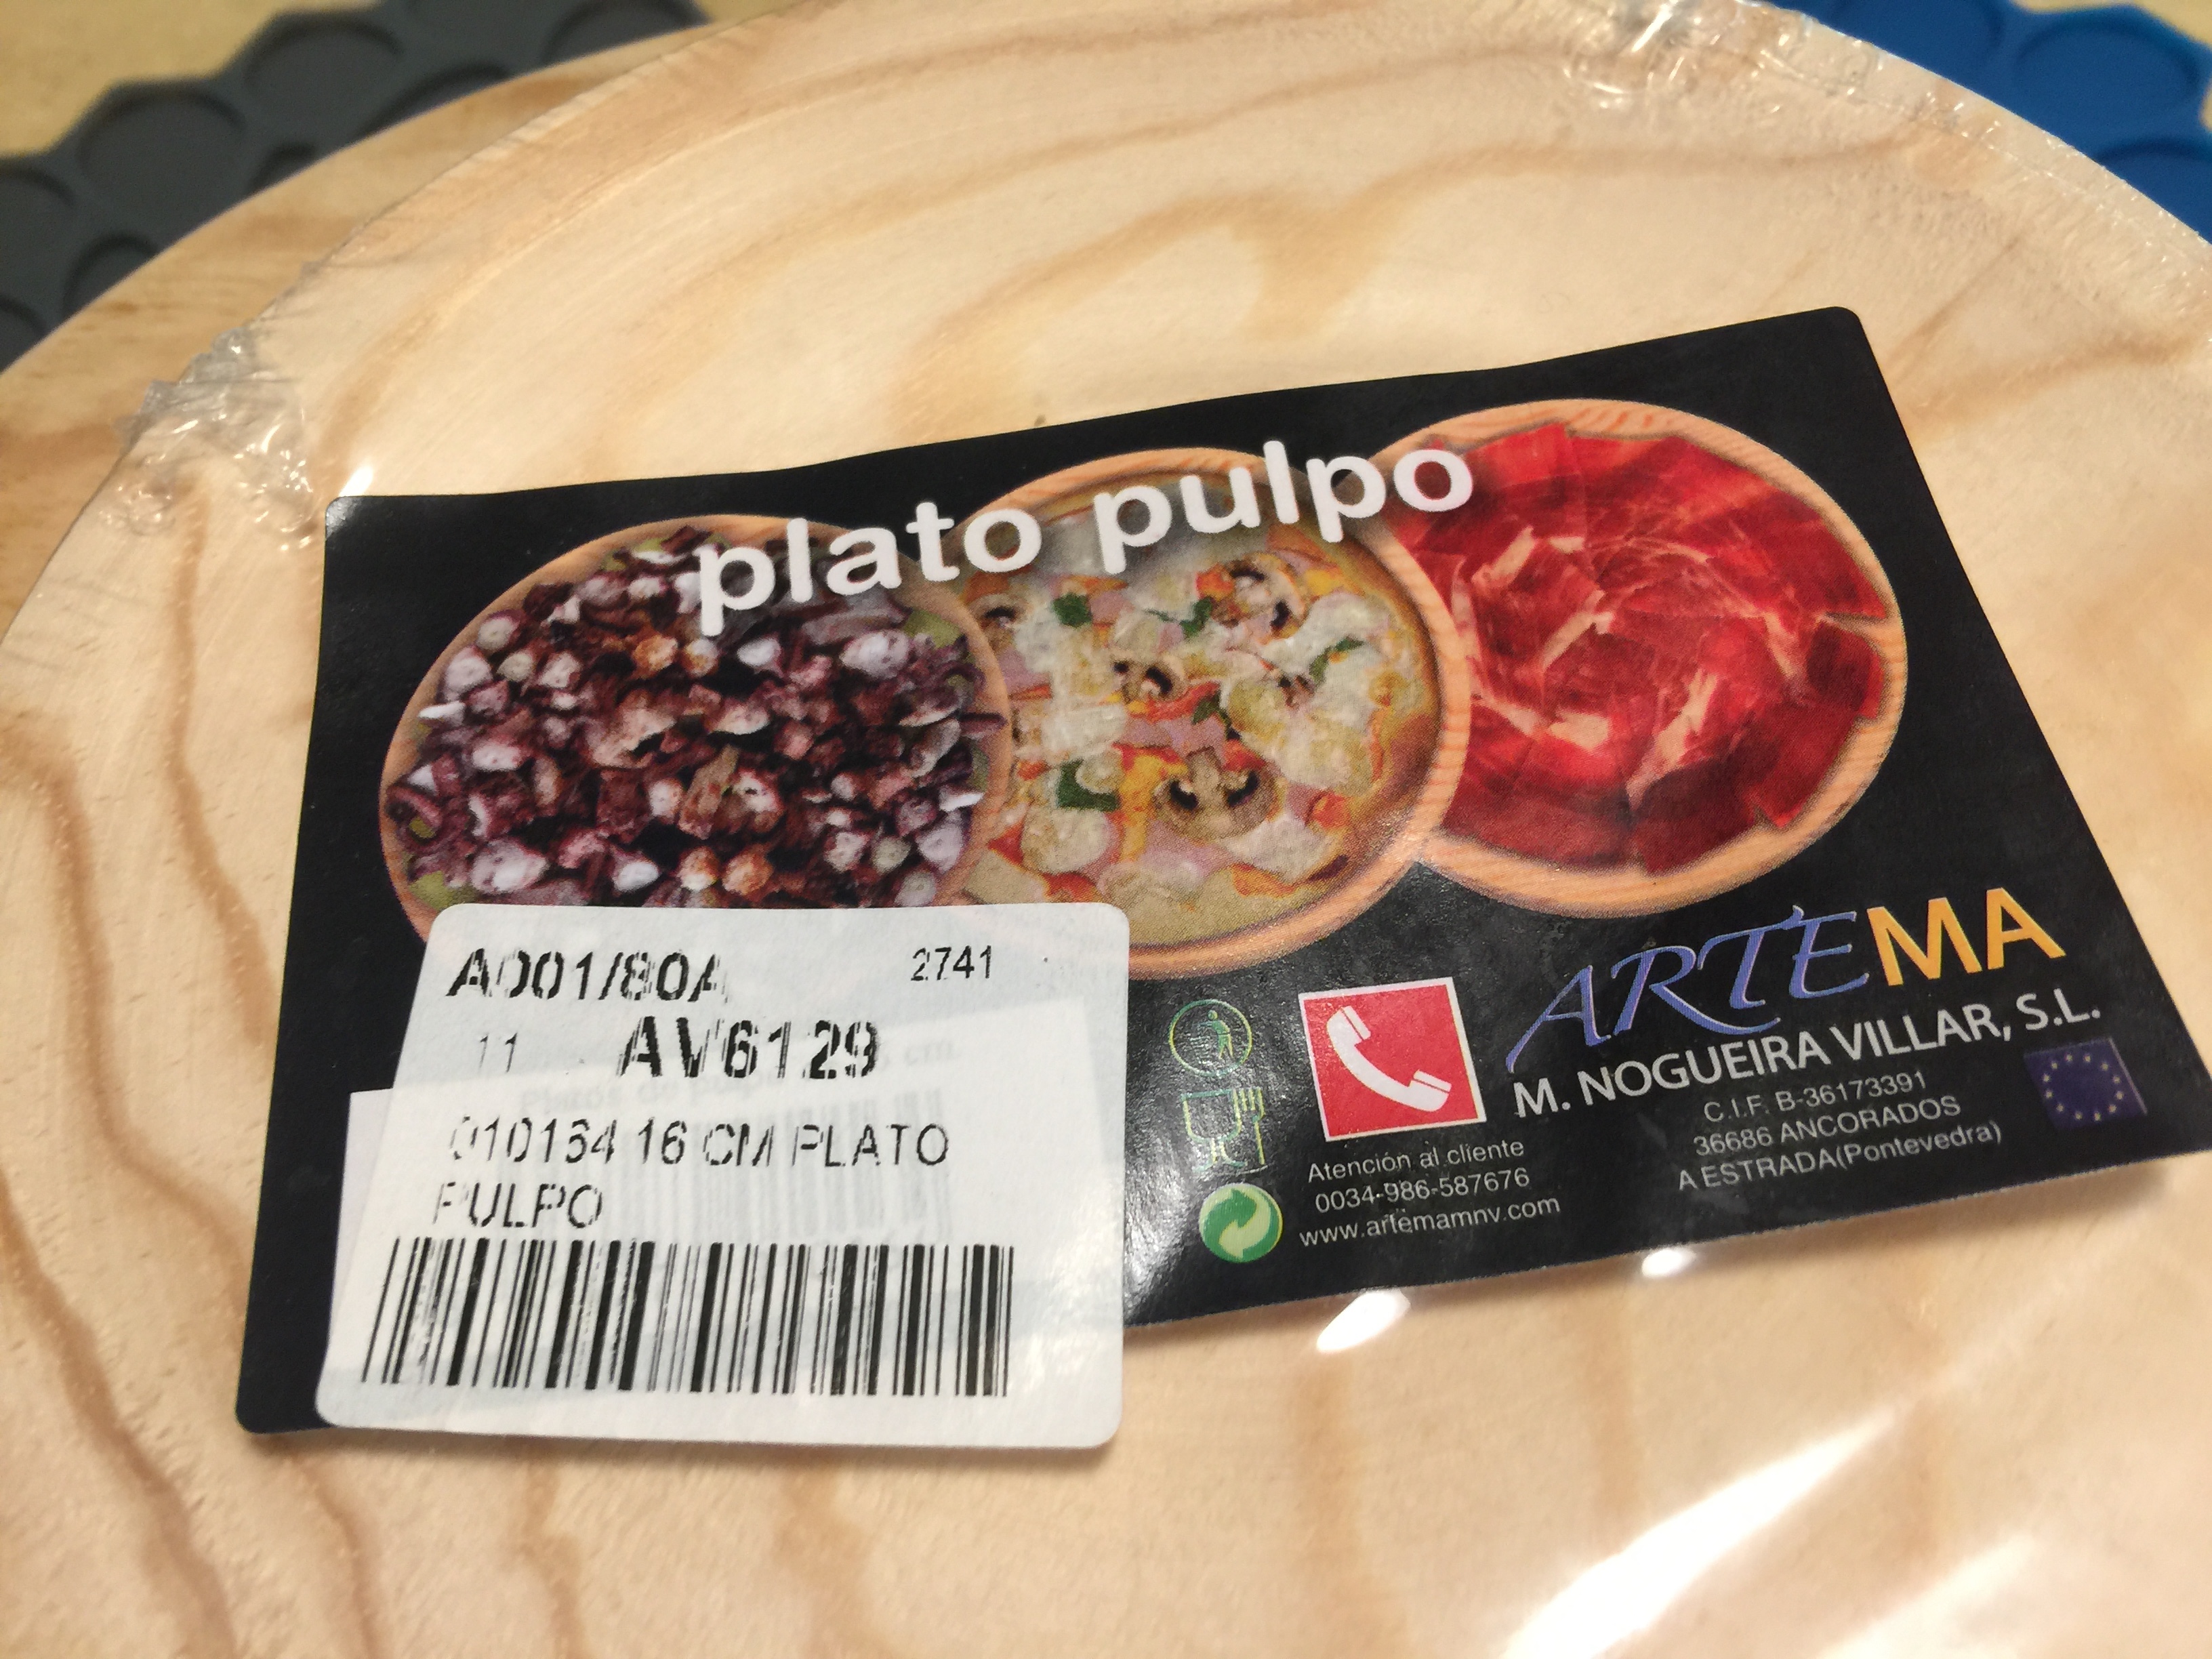 plato pulpo
A001/80A 2741
11 AV6129
010164 16 CM PLATO
PULPO
ARTEMA
M. NOGUEIRA VILLAR, S.L.
C.I.F. B-36173391
36686 ANCORADOS
A ESTRADA(Pontevedra)
Atención al cliente
0034-986-587676
www.artemamnv.com